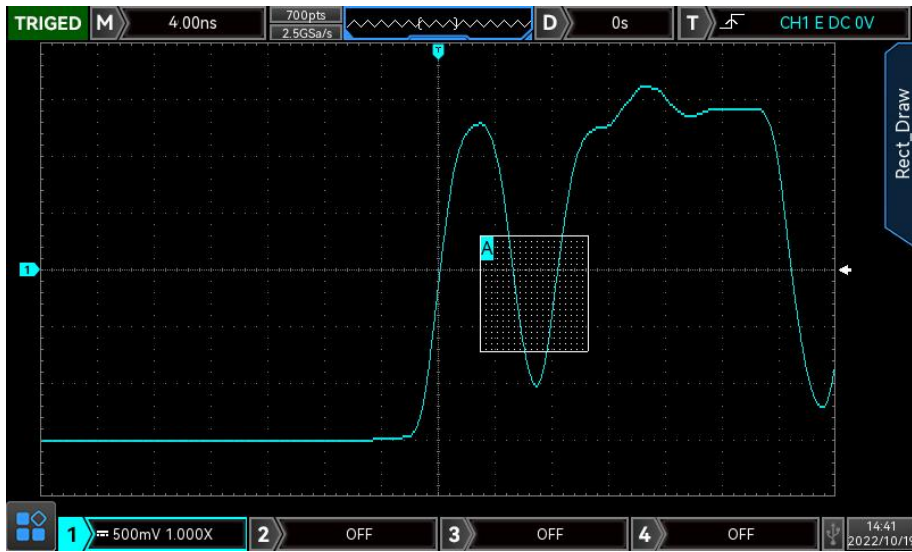 TRIGED M 4.00ns 700pts D 0s T CH1 E DC 0V
2.5GSa/s
T
Rect_Draw
A
1
1 500mV 1.000X 2 OFF 3 OFF 4 OFF 14:41
2022/10/19